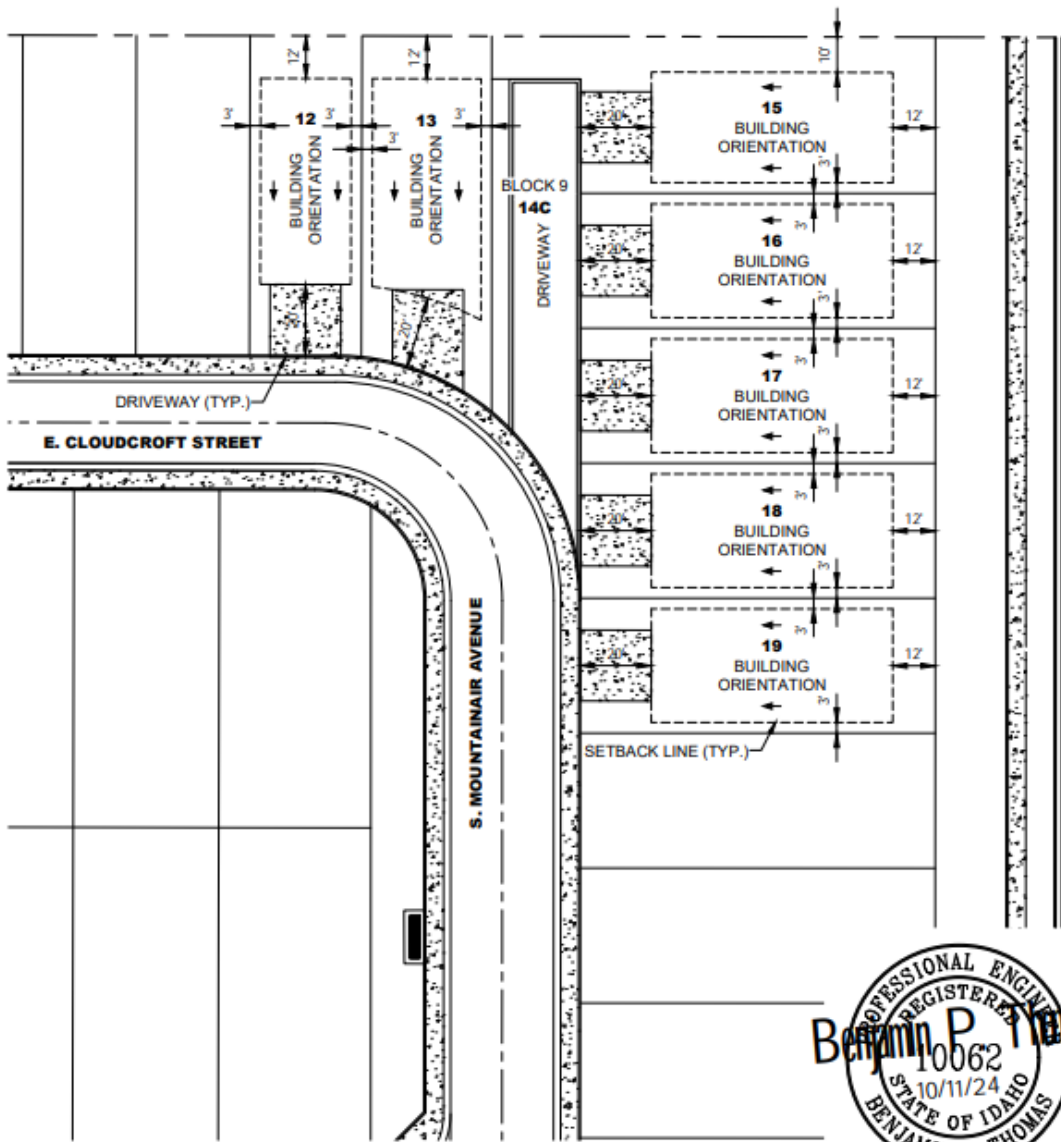 12'
12'
10'
3'
12
3'
BUILDING
ORIENTATION
3'
13
3'
BUILDING
ORIENTATION
BLOCK 9
14C
DRIVEWAY
20'
15
BUILDING
ORIENTATION
12'
3'
3'
20'
16
BUILDING
ORIENTATION
12'
3'
3'
20'
17
BUILDING
ORIENTATION
12'
3'
3'
20'
18
BUILDING
ORIENTATION
12'
3'
3'
20'
19
BUILDING
ORIENTATION
12'
3'
20'
20'
DRIVEWAY (TYP.)
E. CLOUDCROFT STREET
S. MOUNTAINAIR AVENUE
SETBACK LINE (TYP.)
PROFESSIONAL
REGISTERED
Benjamin P.
10062
10/11/24
STATE OF IDAHO
THOMAS